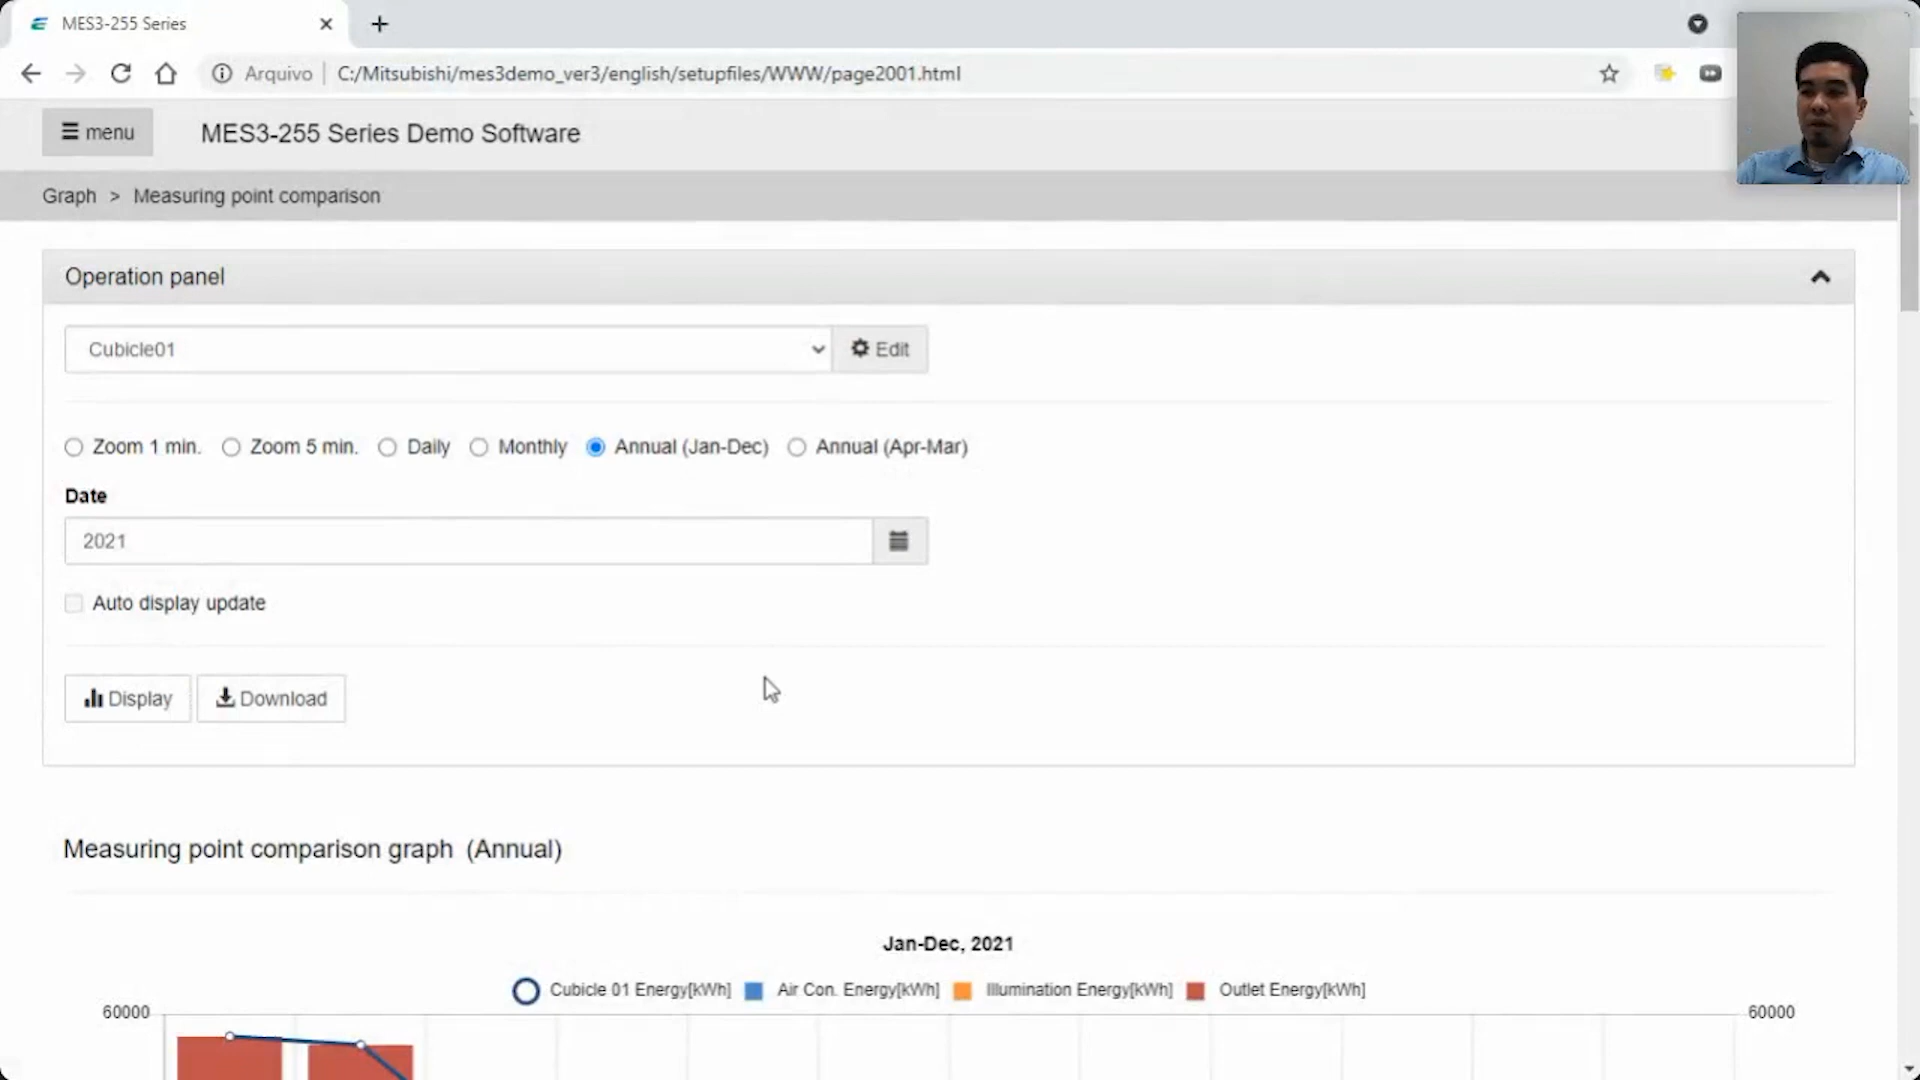 MES3-255 Series
Arquivo | C:/Mitsubishi/mes3demo_ver3/english/setupfiles/WWW/page2001.html
menu MES3-255 Series Demo Software
Graph > Measuring point comparison
Operation panel
Cubicle01 Edit
Zoom 1 min. Zoom 5 min. Daily Monthly Annual (Jan-Dec) Annual (Apr-Mar)
Date
2021
Auto display update
Display Download
Measuring point comparison graph (Annual)
Jan-Dec, 2021
Cubicle 01 Energy[kWh] Air Con. Energy[kWh] Illumination Energy[kWh] Outlet Energy[kWh]
60000 60000